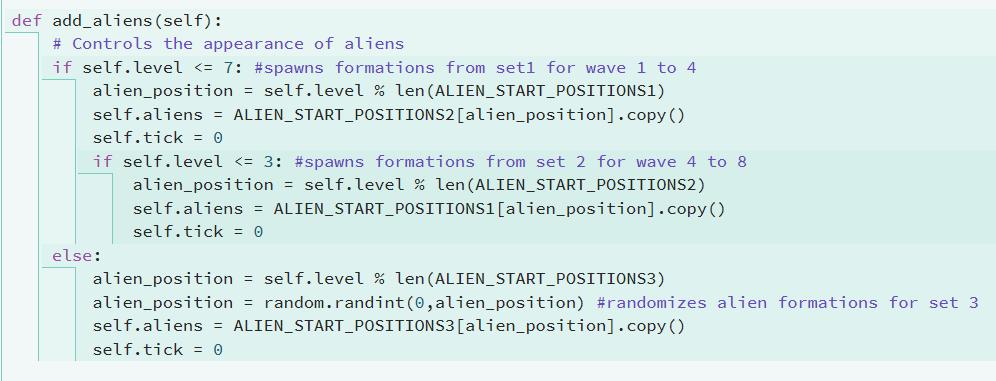 def add_aliens(self):
# Controls the appearance of aliens
if self.level <= 7: #spawns formations from set1 for wave 1 to 4
alien_position = self.level % len(ALIEN_START_POSITIONS1)
self.aliens = ALIEN_START_POSITIONS2[alien_position].copy()
self.tick = 0
if self.level <= 3: #spawns formations from set 2 for wave 4 to 8
alien_position = self.level % len(ALIEN_START_POSITIONS2)
self.aliens = ALIEN_START_POSITIONS1[alien_position].copy()
self.tick = 0
else:
alien_position = self.level % len(ALIEN_START_POSITIONS3)
alien_position = random.randint(0,alien_position) #randomizes alien formations for set 3
self.aliens = ALIEN_START_POSITIONS3[alien_position].copy()
self.tick = 0